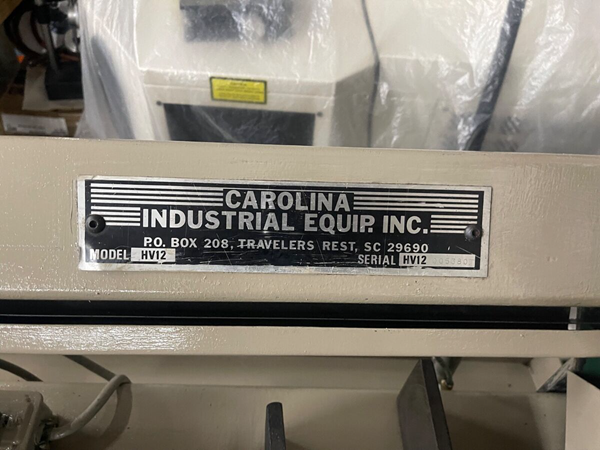 CAROLINA
INDUSTRIAL EQUIP. INC.
P.O. BOX 208, TRAVELERS REST, SC 29690
MODEL HV12 SERIAL HV12